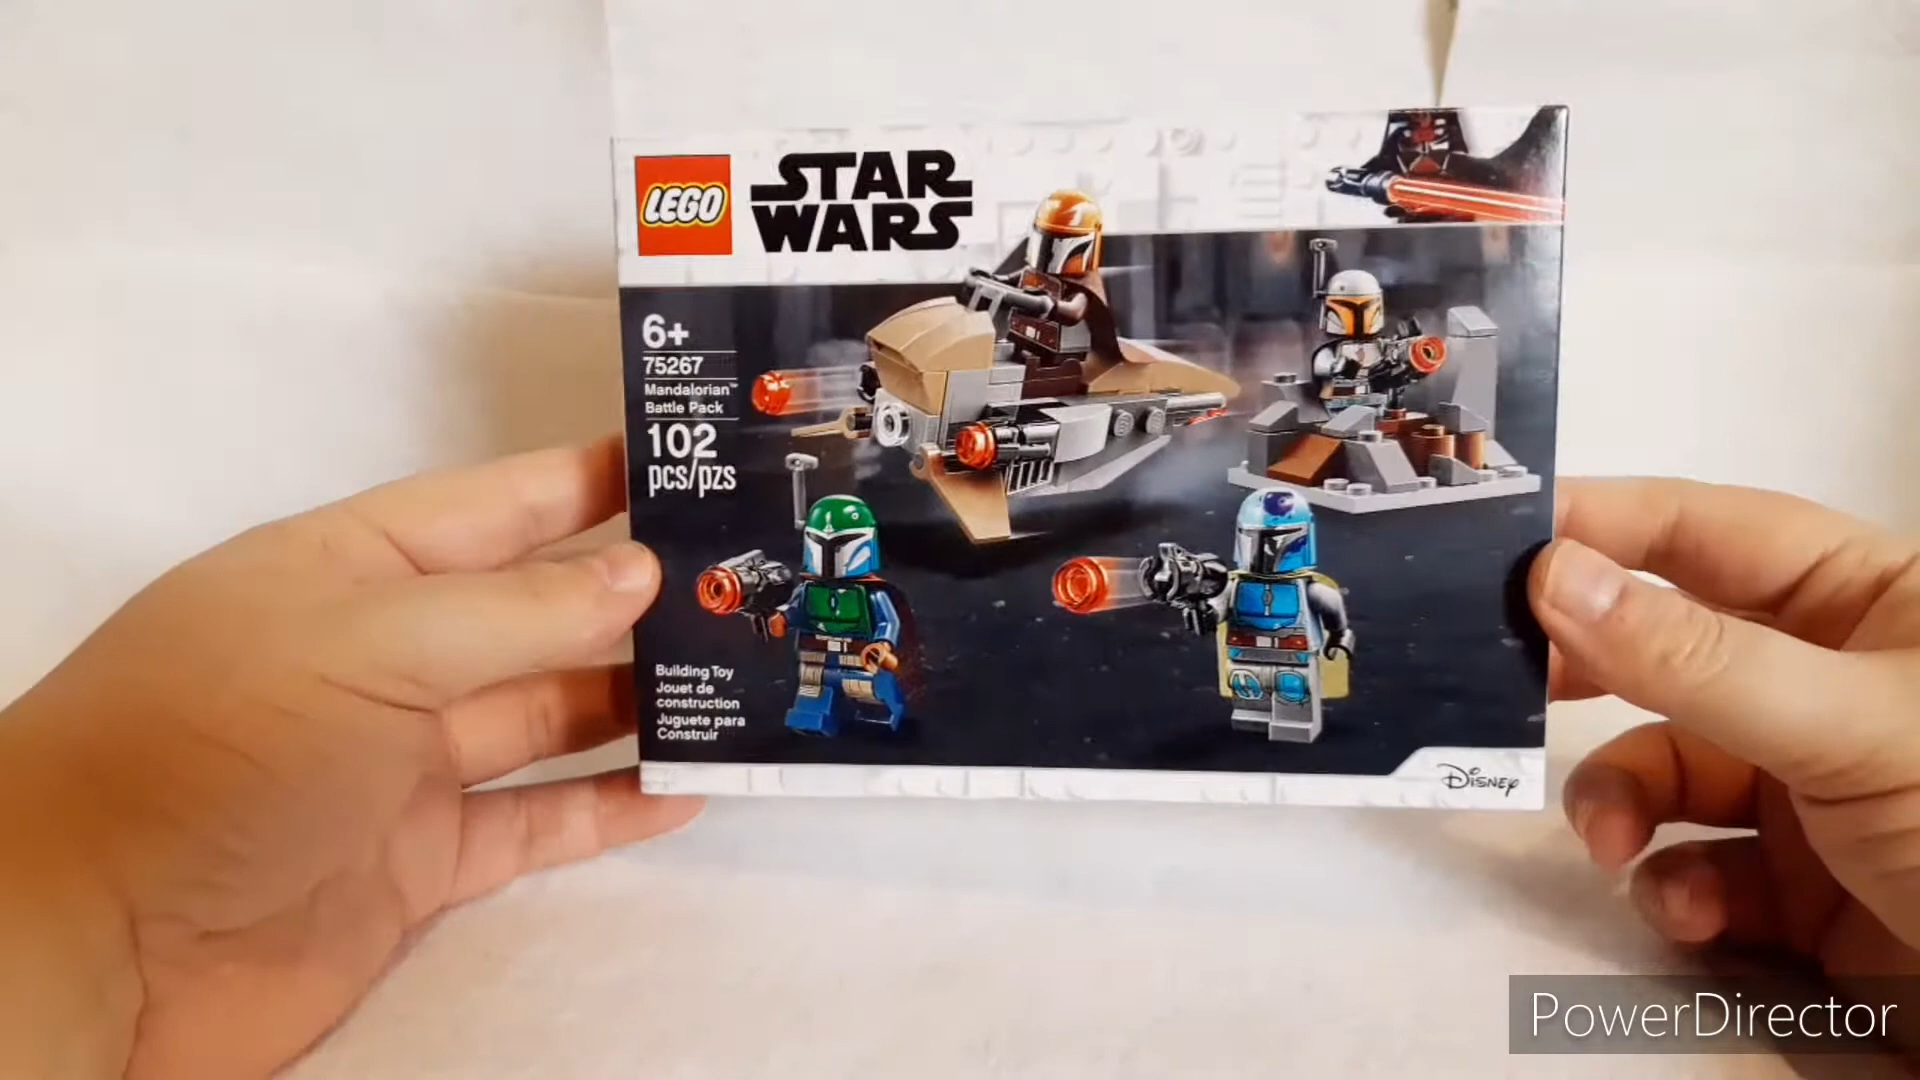 LEGO
STAR
WARS
6+
75267
Mandalorian™
Battle Pack
102
pcs/pzs
Building Toy
Jouet de
construction
Juguete para
Construir
Disney
PowerDirector